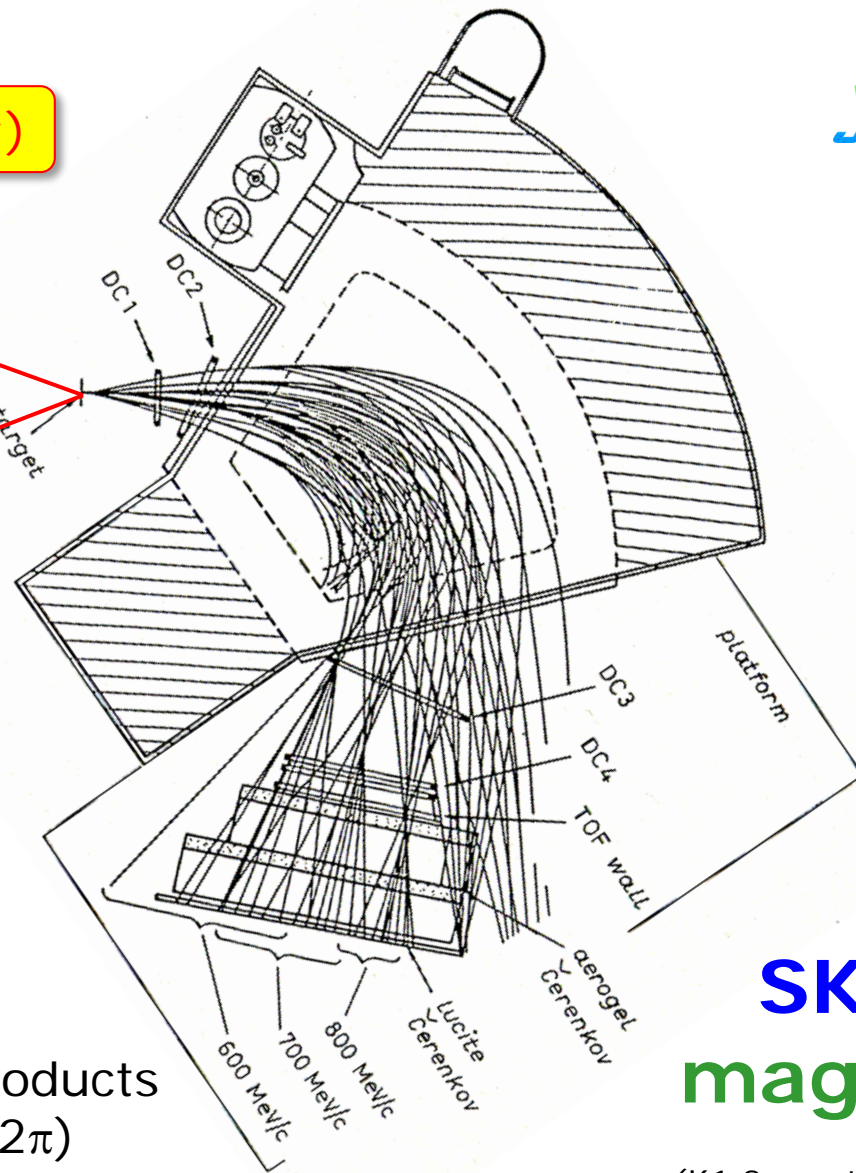 )
DC1
DC2
target
platform
DC3
DC4
TOF wall
aerogel
Čerenkov
lucite
Čerenkov
800 MeV/c
700 MeV/c
600 MeV/c
SK
mag
oducts
2π)